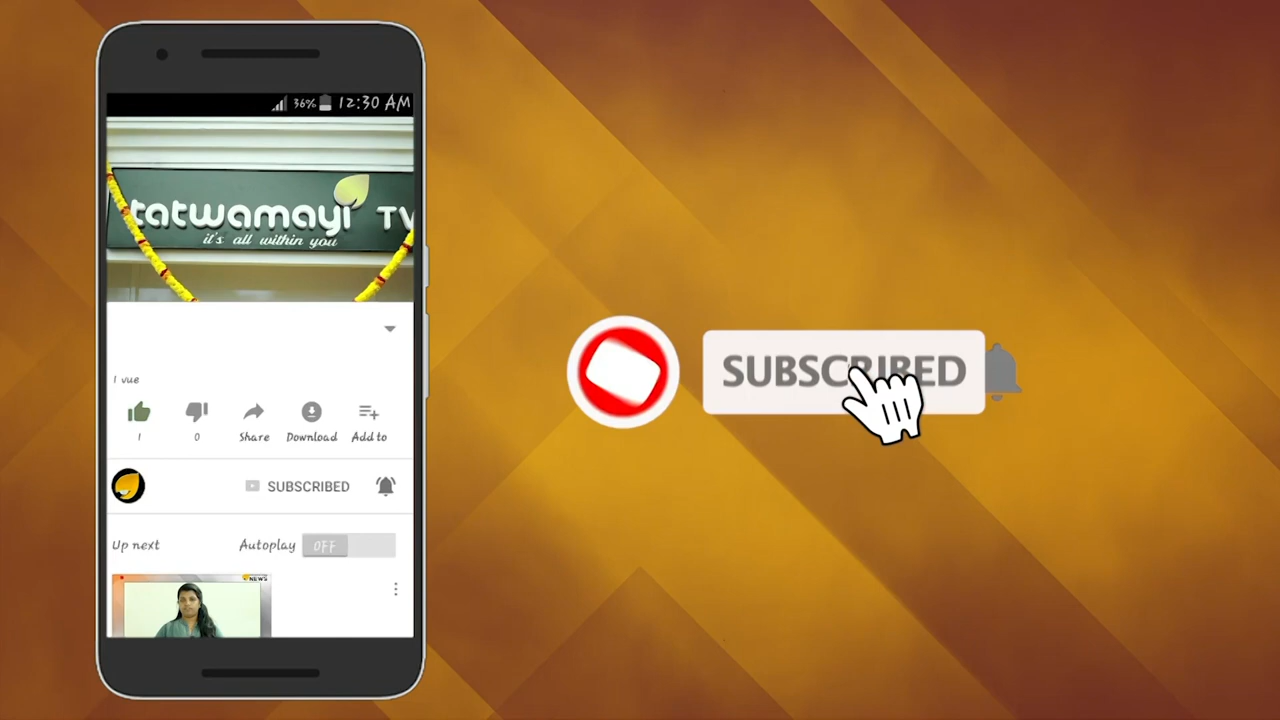 36% 12:30 AM
tatwamayi TV
it's all within you
1 vue
1 0 Share Download Add to
SUBSCRIBED
Up next Autoplay OFF
NEWS
SUBSCRIBED